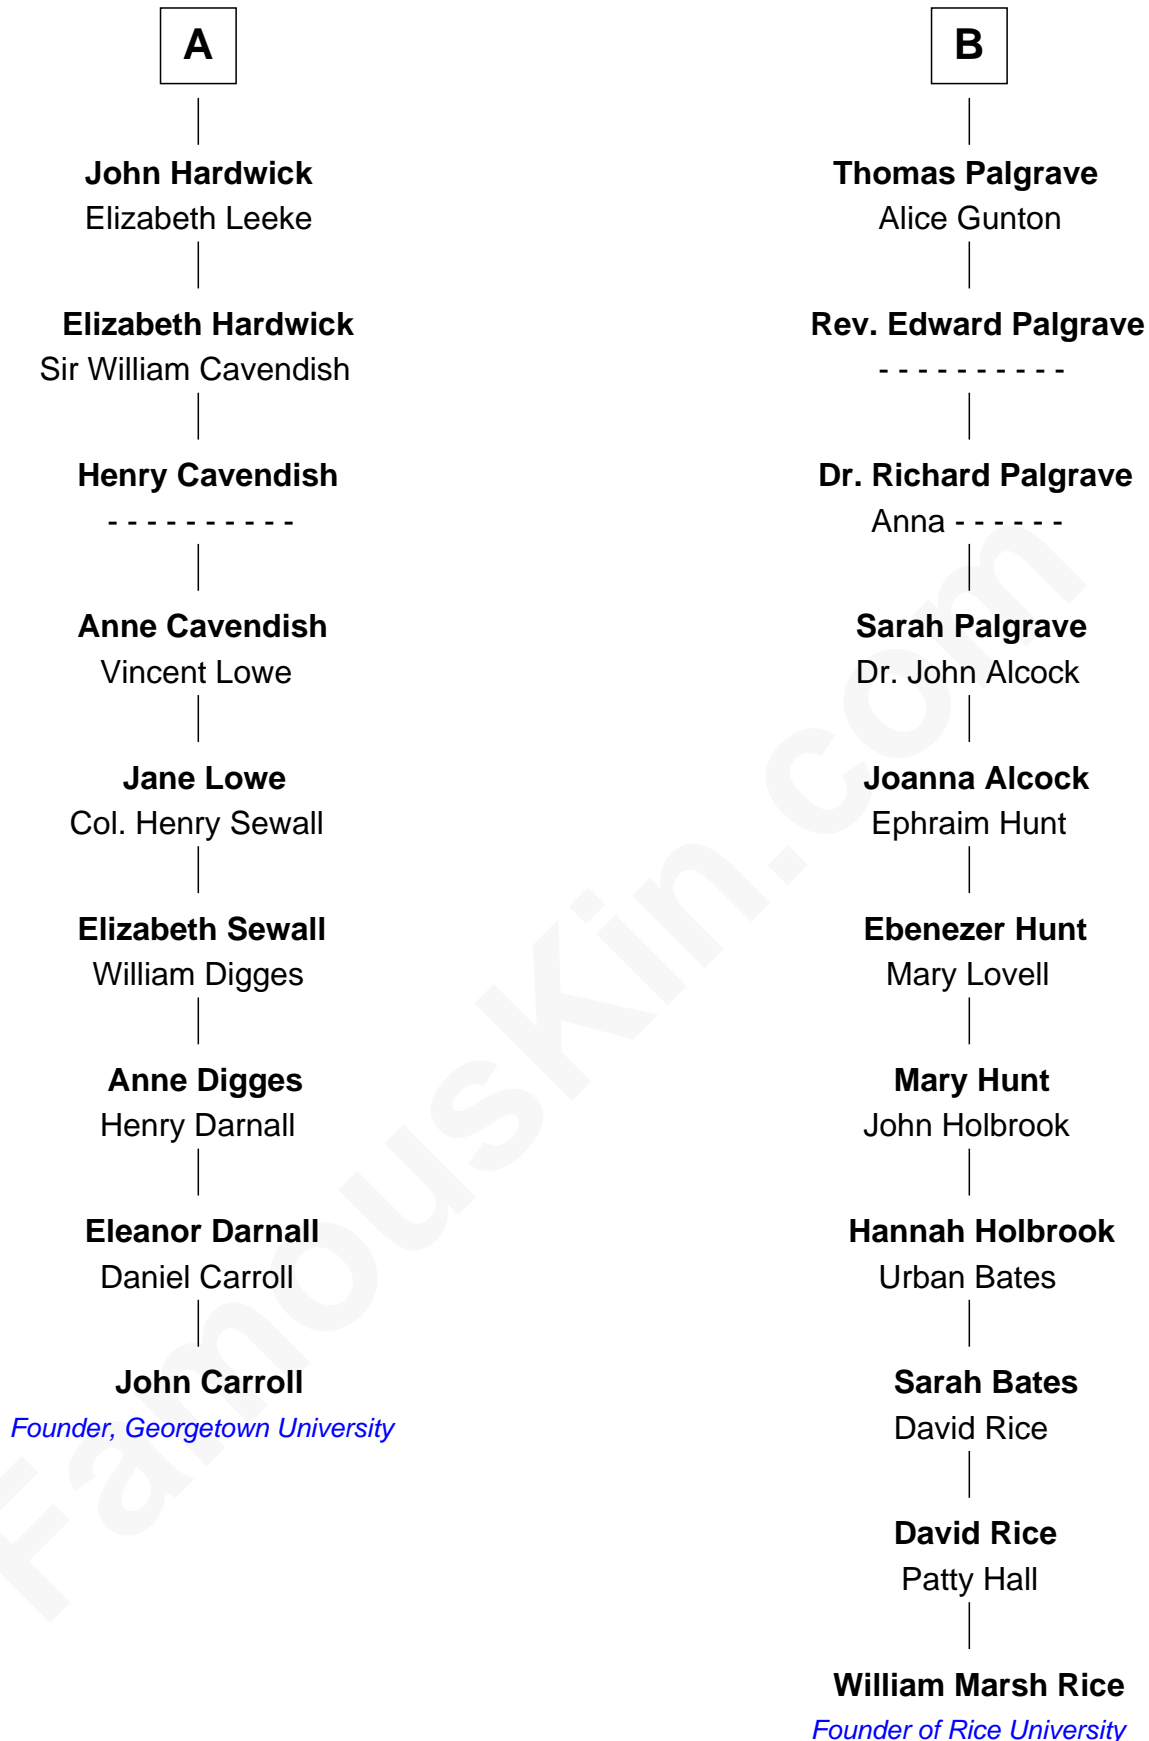 A
John Hardwick
Elizabeth Leeke
Elizabeth Hardwick
Sir William Cavendish
Henry Cavendish
- - - - - - - - - -
Anne Cavendish
Vincent Lowe
Jane Lowe
Col. Henry Sewall
Elizabeth Sewall
William Digges
Anne Digges
Henry Darnall
Eleanor Darnall
Daniel Carroll
John Carroll
Founder, Georgetown University
B
Thomas Palgrave
Alice Gunton
Rev. Edward Palgrave
- - - - - - - - - -
Dr. Richard Palgrave
Anna - - - - - -
Sarah Palgrave
Dr. John Alcock
Joanna Alcock
Ephraim Hunt
Ebenezer Hunt
Mary Lovell
Mary Hunt
John Holbrook
Hannah Holbrook
Urban Bates
Sarah Bates
David Rice
David Rice
Patty Hall
William Marsh Rice
Founder of Rice University
FamousKin.com